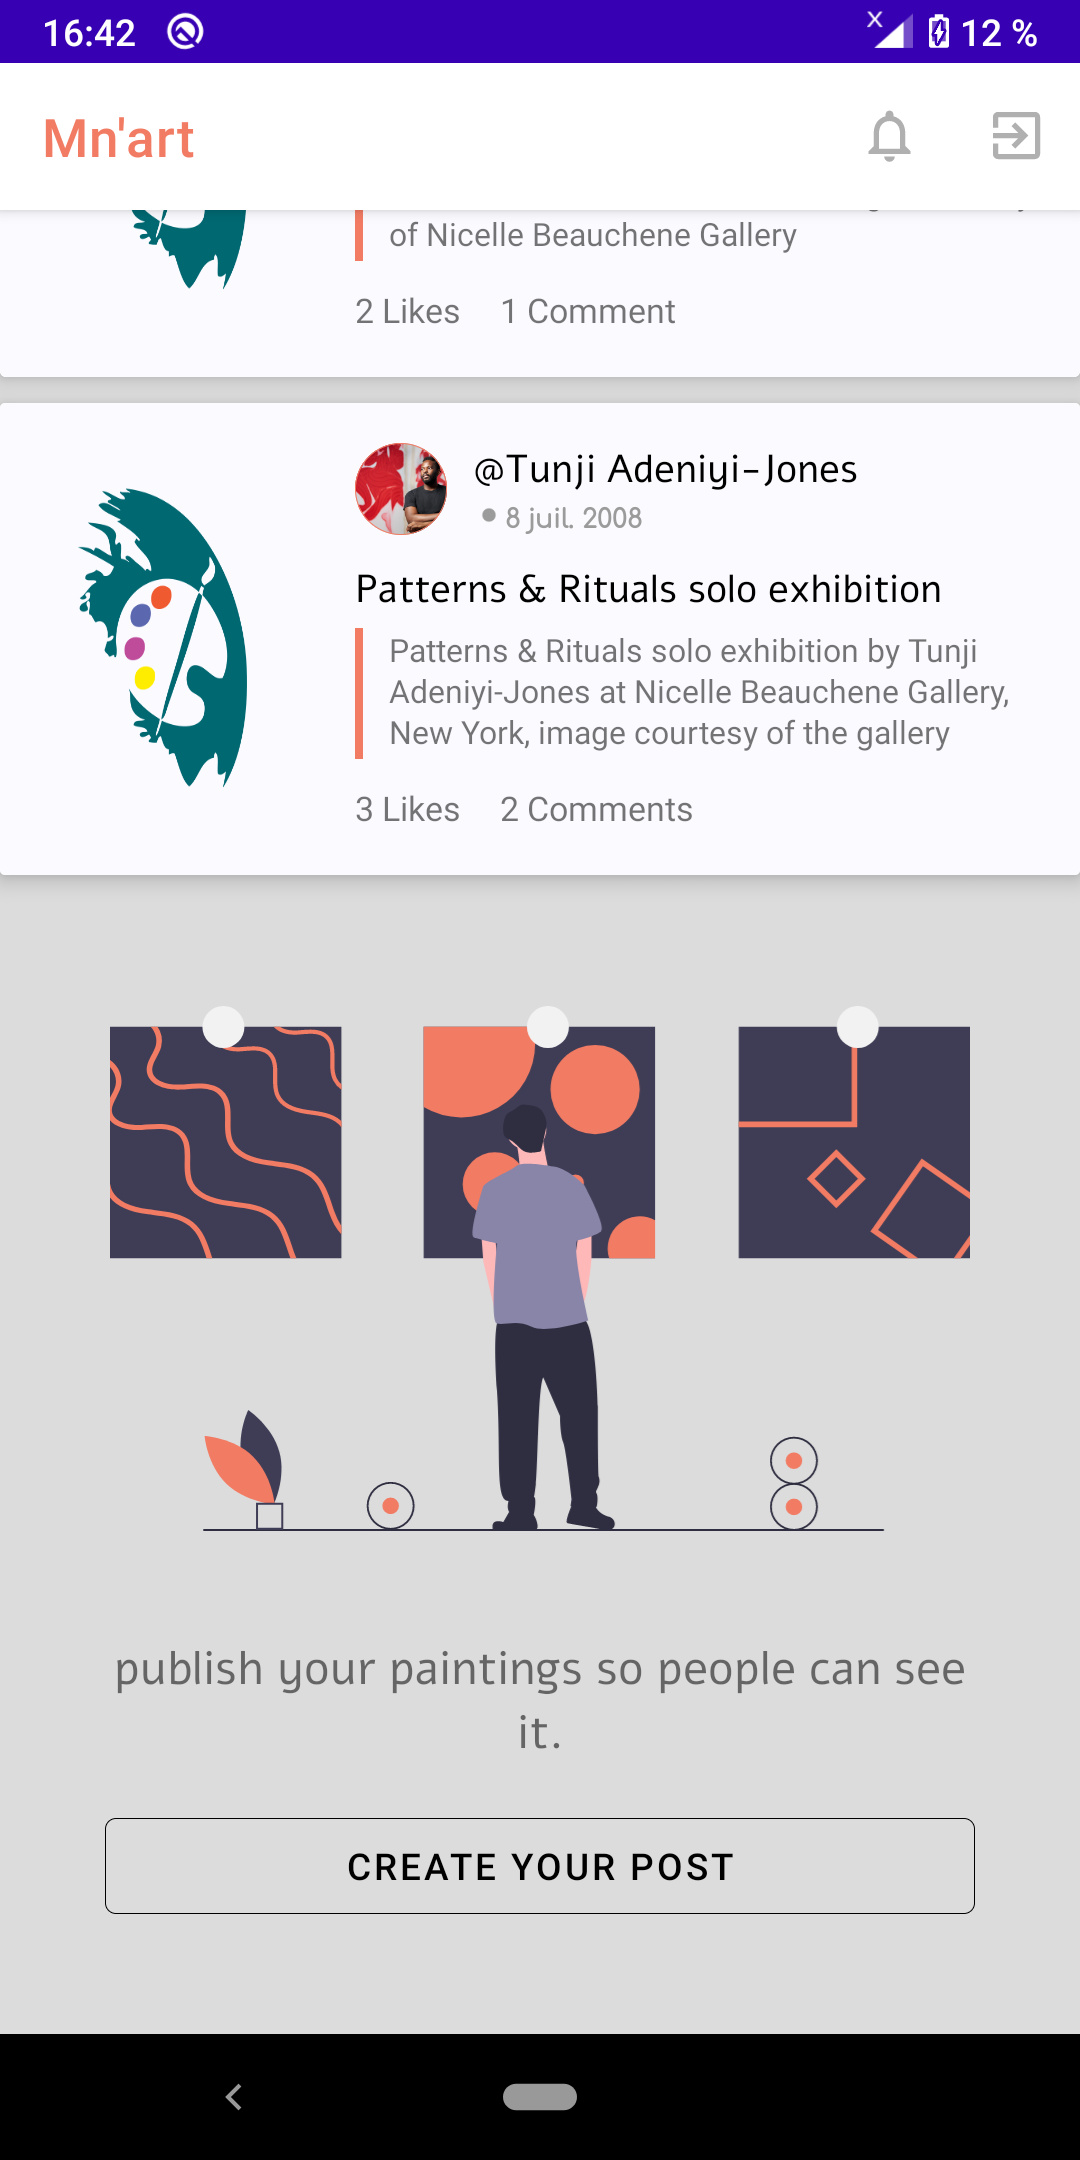 16:42
12 %
Mn'art
of Nicelle Beauchene Gallery
2 Likes 1 Comment
@Tunji Adeniyi-Jones
8 juil. 2008
Patterns & Rituals solo exhibition
Patterns & Rituals solo exhibition by Tunji
Adeniyi-Jones at Nicelle Beauchene Gallery,
New York, image courtesy of the gallery
3 Likes 2 Comments
publish your paintings so people can see
it.
CREATE YOUR POST